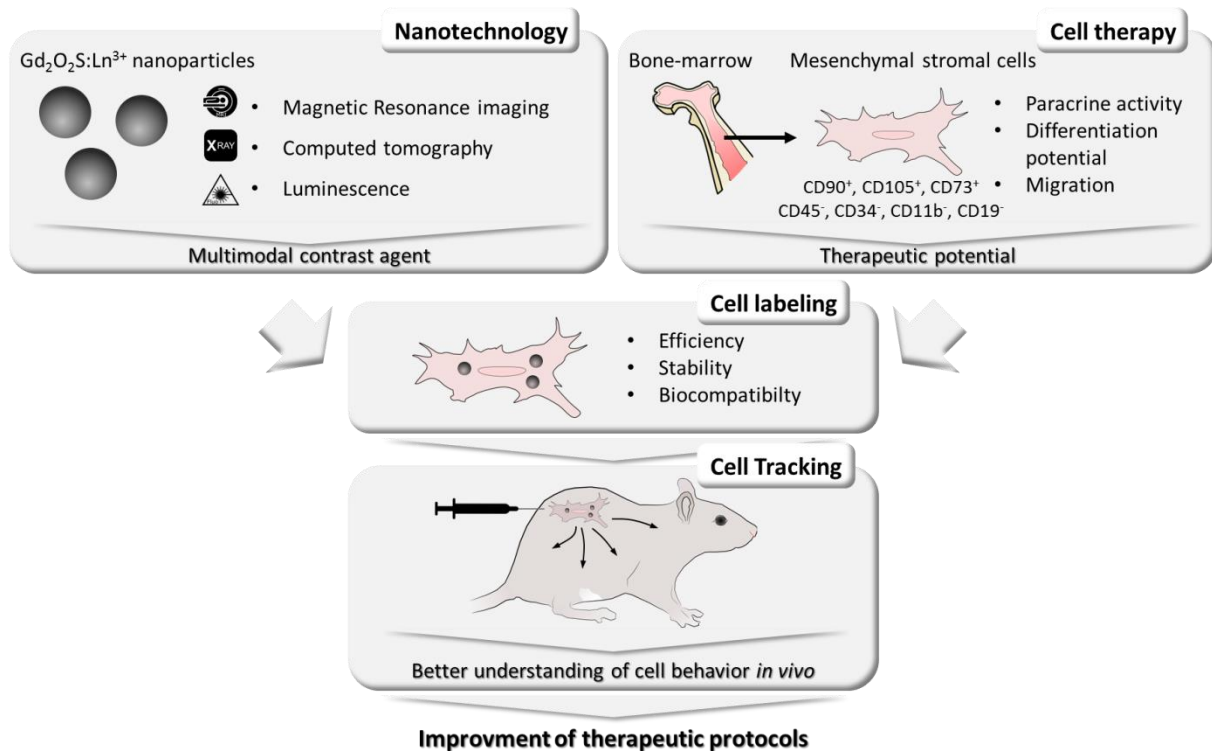 Nanotechnology
Gd₂O₂S:Ln³⁺ nanoparticles
• Magnetic Resonance imaging
XRAY
• Computed tomography
• Luminescence
Multimodal contrast agent
Cell therapy
Bone-marrow
Mesenchymal stromal cells
• Paracrine activity
• Differentiation
potential
• Migration
CD90⁺, CD105⁺, CD73⁺
CD45⁻, CD34⁻, CD11b⁻, CD19⁻
Therapeutic potential
Cell labeling
• Efficiency
• Stability
• Biocompatibilty
Cell Tracking
Better understanding of cell behavior in vivo
Improvment of therapeutic protocols